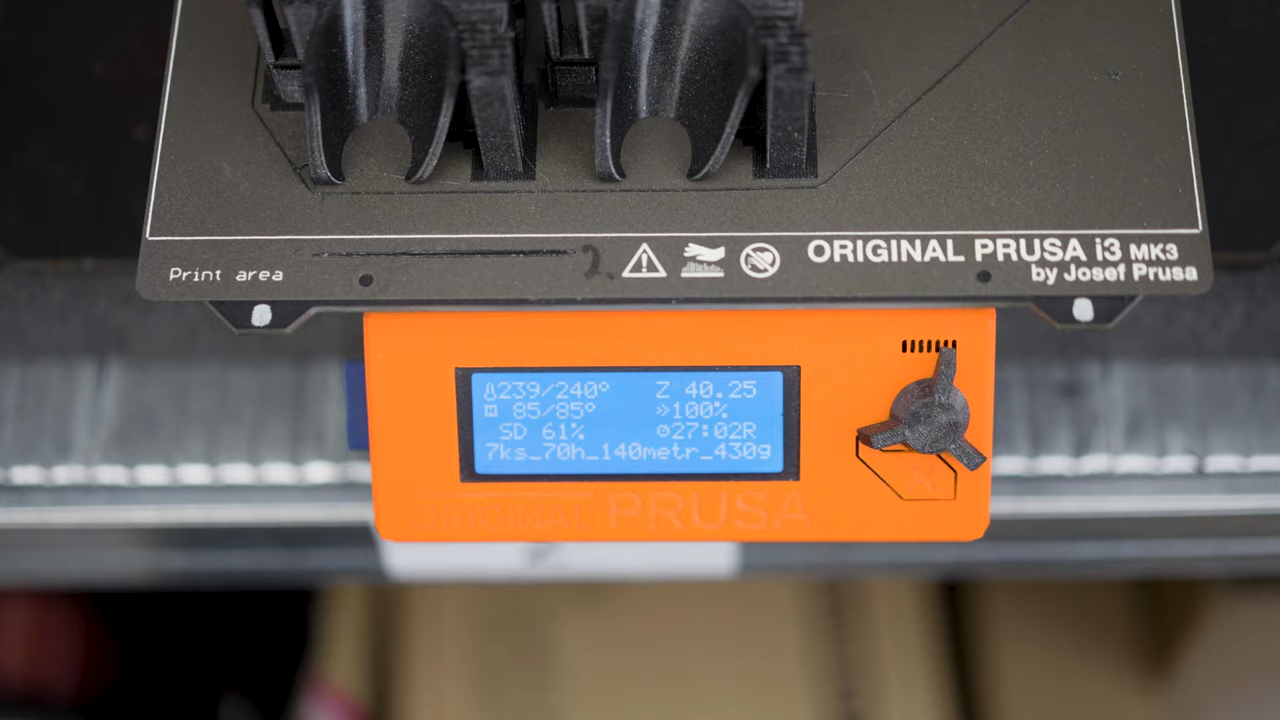 Print area
2.
ORIGINAL PRUSA i3 MK3
by Josef Prusa
239/240° Z 40.25
85/85° »100%
SD 61% 27:02R
7ks_70h_140metr_430g
ORIGINAL PRUSA